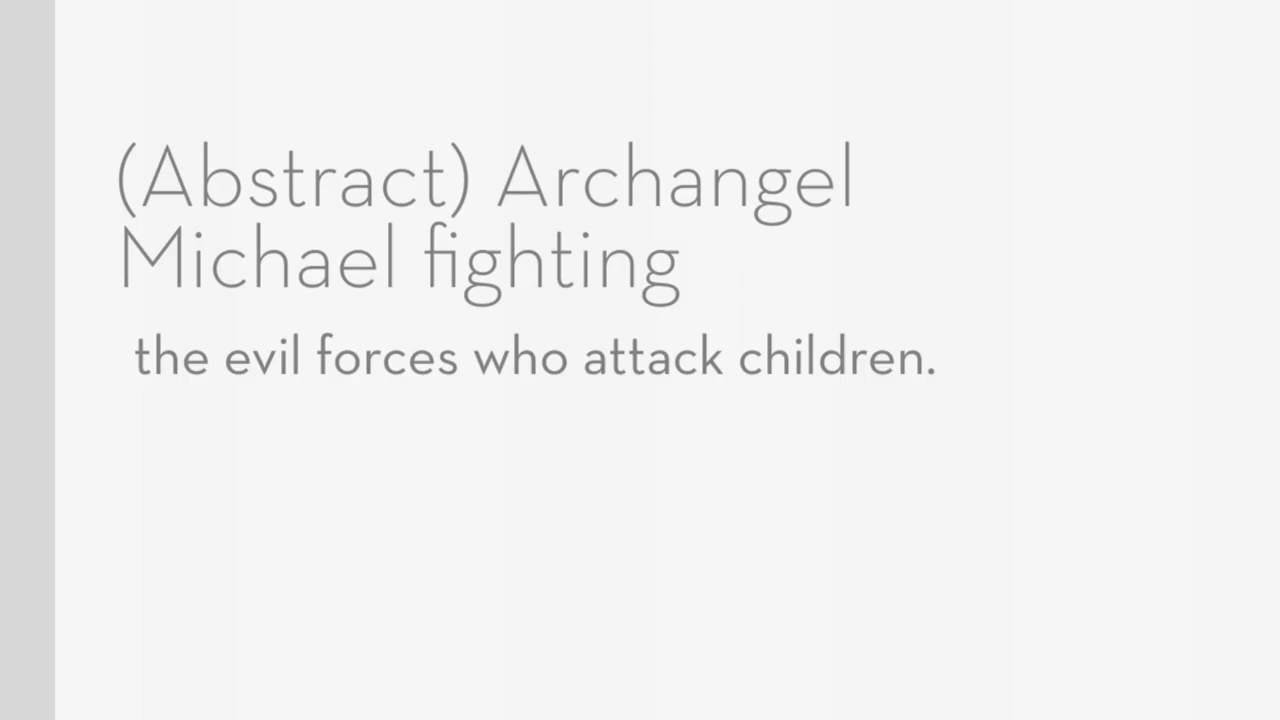 (Abstract) Archangel
Michael fighting
the evil forces who attack children.